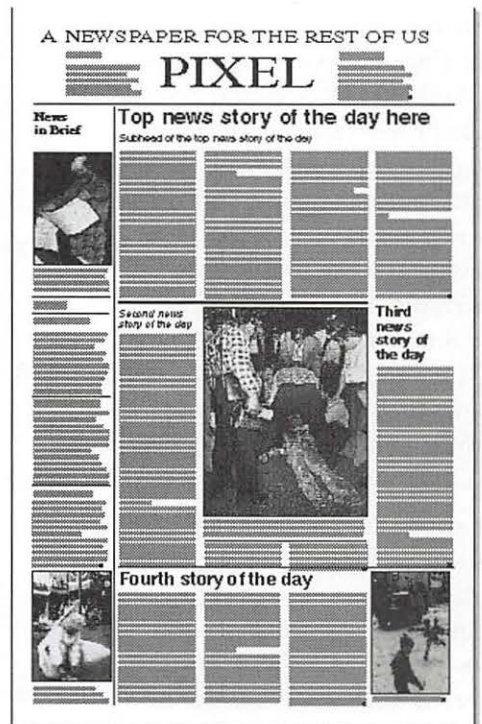 A NEWSPAPER FOR THE REST OF US
PIXEL
News
in Brief
Top news story of the day here
Subhead of the top news story of the day
Second news
story of the day
Third
news
story of
the day
Fourth story of the day